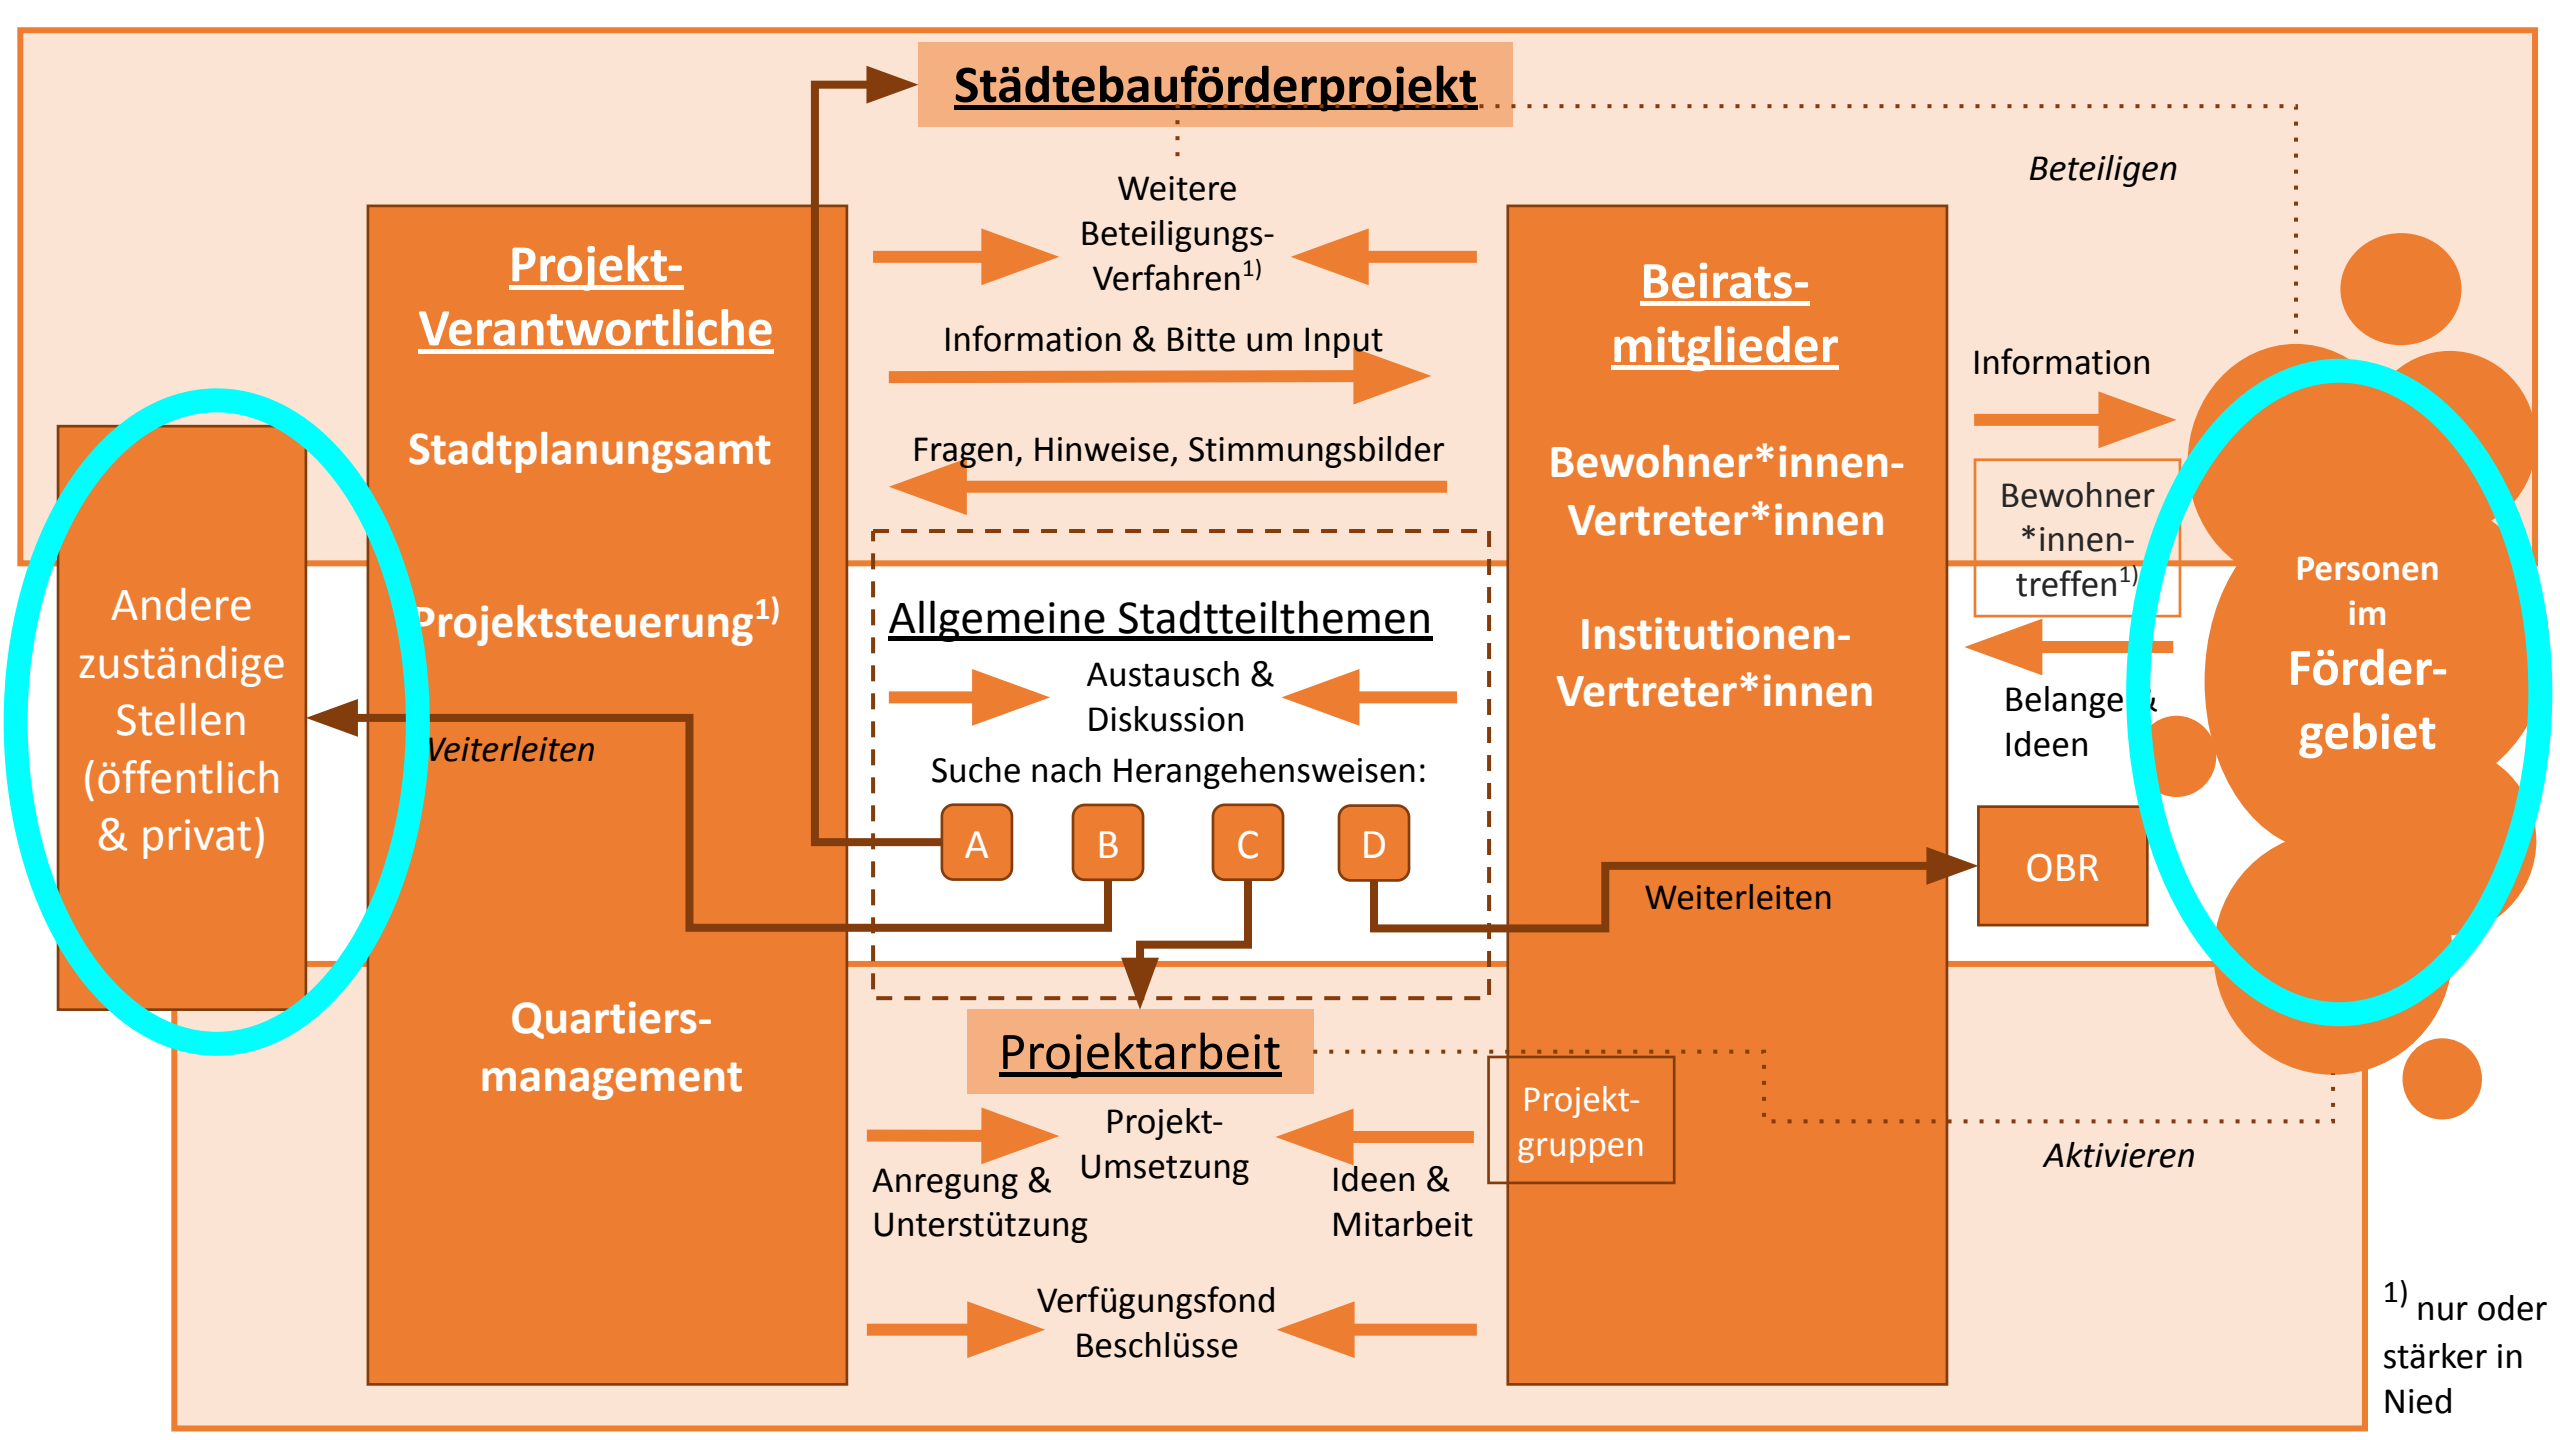 Städtebauförderprojekt
Beteiligen
Weitere
Beteiligungs-
Verfahren1)
Projekt-
Verantwortliche
Stadtplanungsamt
Projektsteuerung1)
Quartiers-
management
Information & Bitte um Input
Fragen, Hinweise, Stimmungsbilder
Beirats-
mitglieder
Bewohner*innen-
Vertreter*innen
Institutionen-
Vertreter*innen
Information
Bewohner
*innen-
treffen1)
Belange &
Ideen
Personen
im
Förder-
gebiet
Andere
zuständige
Stellen
(öffentlich
& privat)
Weiterleiten
Allgemeine Stadtteilthemen
Austausch &
Diskussion
Suche nach Herangehensweisen:
A B C D
Weiterleiten
OBR
Projektarbeit
Projekt-
Umsetzung
Anregung &
Unterstützung
Ideen &
Mitarbeit
Projekt-
gruppen
Aktivieren
Verfügungsfond
Beschlüsse
1) nur oder
stärker in
Nied